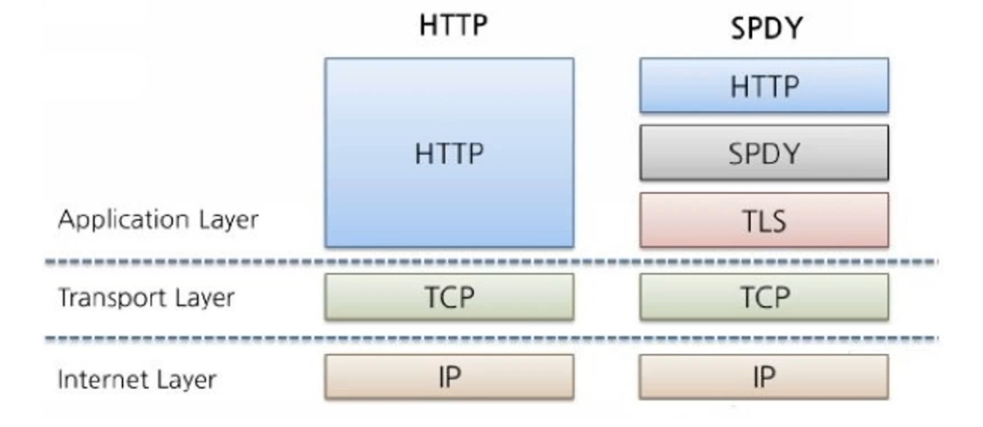 HTTP SPDY
HTTP
HTTP SPDY
Application Layer TLS
Transport Layer TCP TCP
Internet Layer IP IP